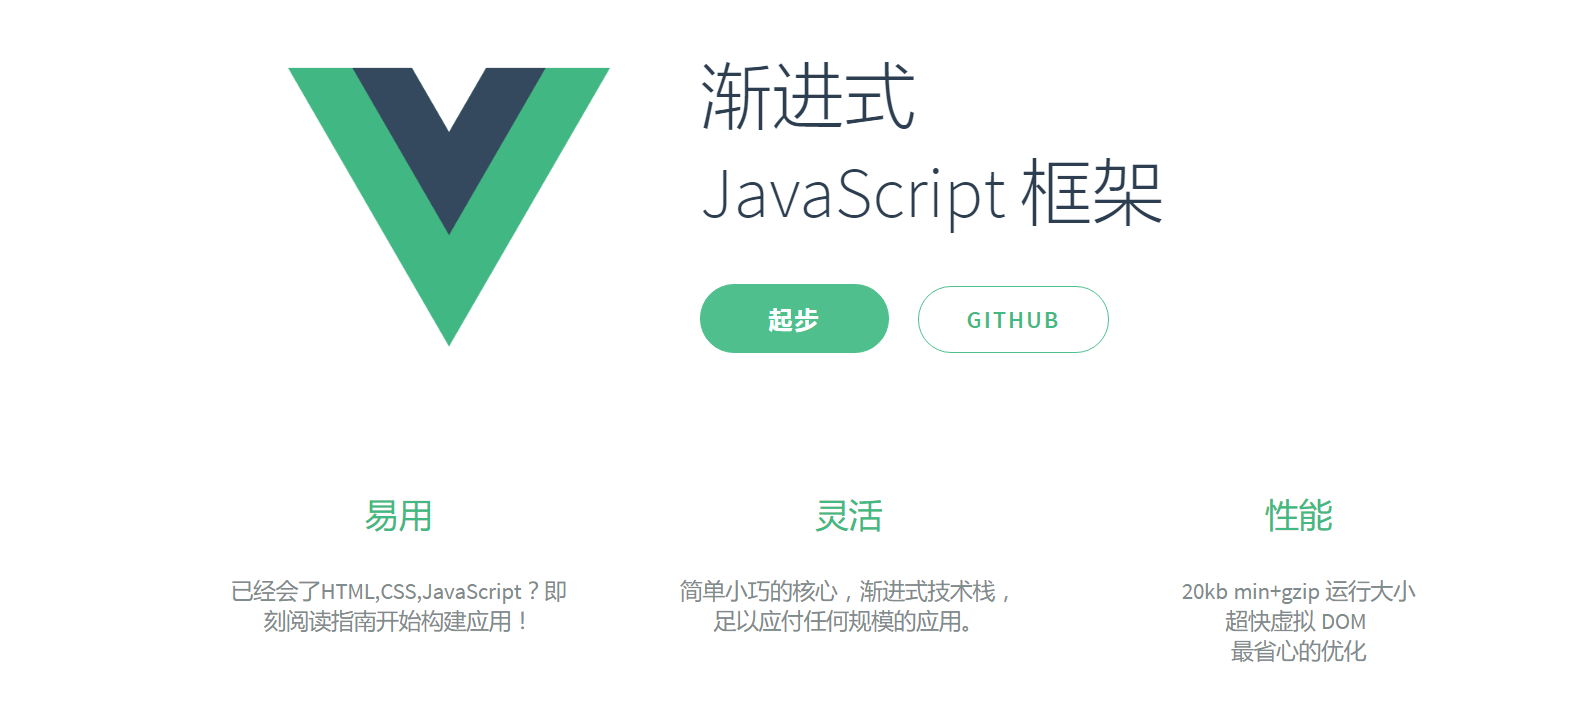 渐进式
JavaScript 框架
起步
GITHUB
易用
已经会了HTML,CSS,JavaScript？即
刻阅读指南开始构建应用！
灵活
简单小巧的核心，渐进式技术栈，
足以应付任何规模的应用。
性能
20kb min+gzip 运行大小
超快虚拟 DOM
最省心的优化